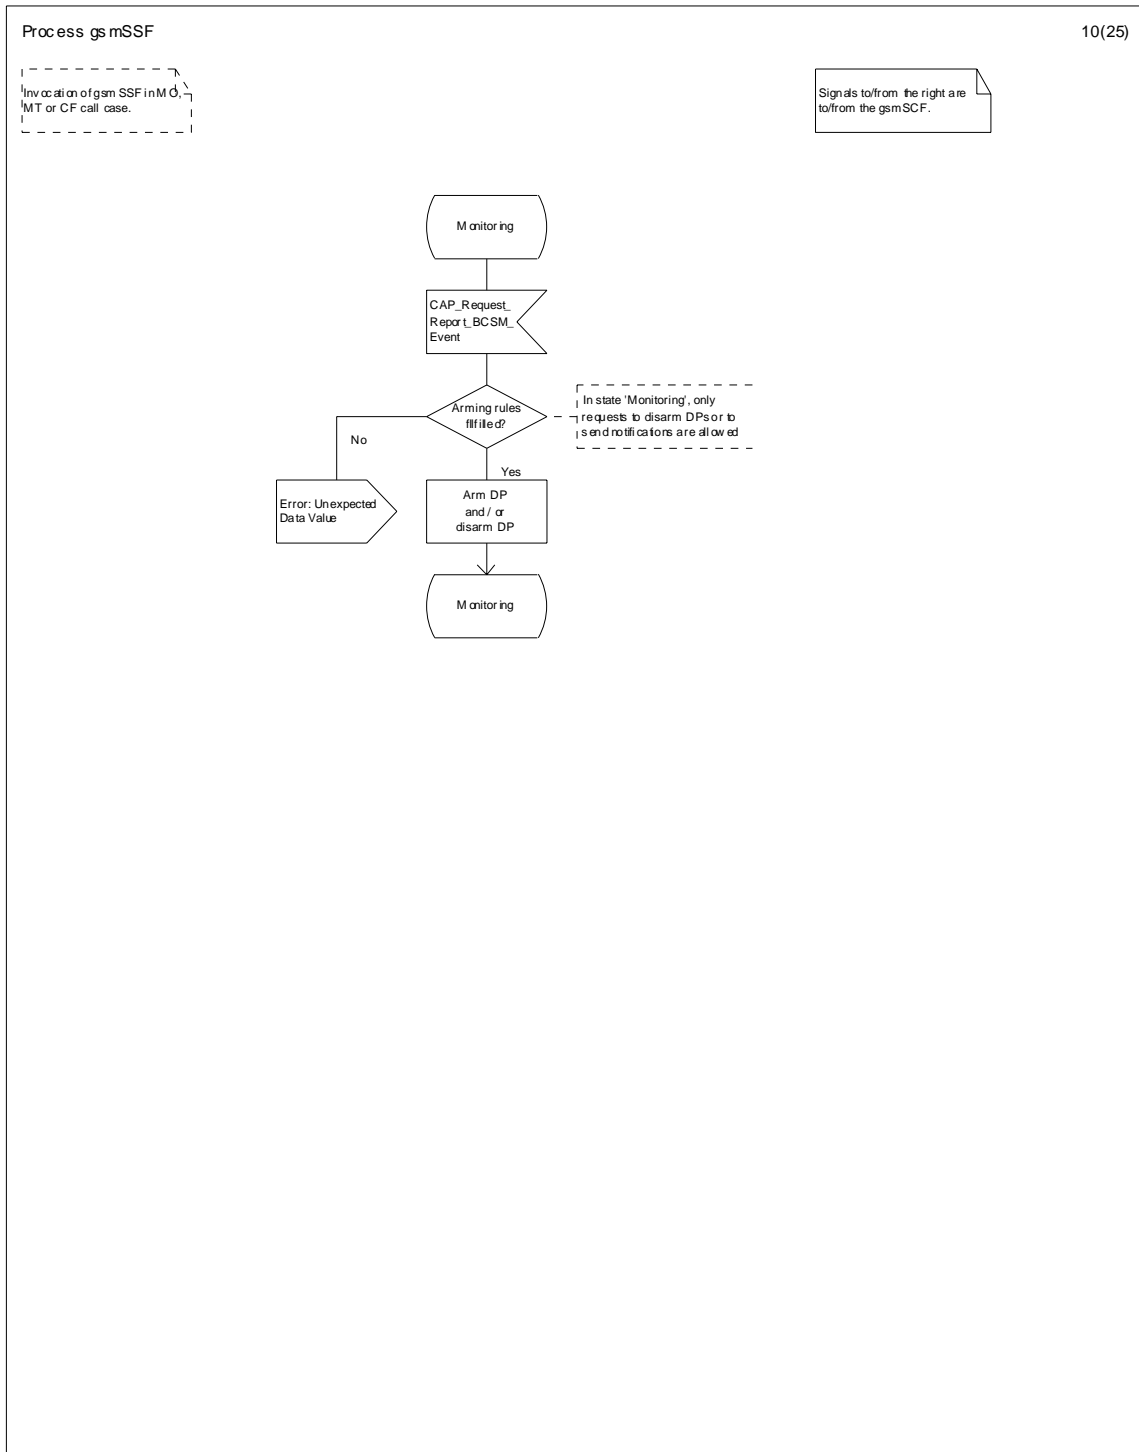 Process gsmSSF
10(25)
Invocation of gsmSSF in MO,
MT or CF call case.
Signals to/from the right are
to/from the gsmSCF.
Monitoring
CAP_Request_
Report_BCSM_
Event
Arming rules
flfilled?
In state 'Monitoring', only
requests to disarm DPs or to
send notifications are allowed
No
Yes
Error: Unexpected
Data Value
Arm DP
and / or
disarm DP
Monitoring